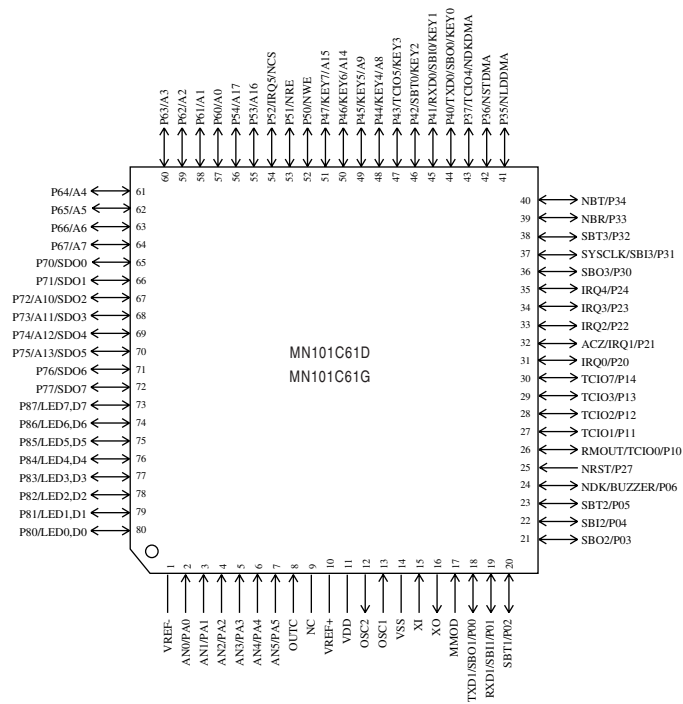 P63/A3
P62/A2
P61/A1
P60/A0
P54/A17
P53/A16
P52/IRQ5/NCS
P51/NRE
P50/NWE
P47/KEY7/A15
P46/KEY6/A14
P45/KEY5/A9
P44/KEY4/A8
P43/TCIO5/KEY3
P42/SBT0/KEY2
P41/RXD0/SBI0/KEY1
P40/TXD0/SBO0/KEY0
P37/TCIO4/NDKDMA
P36/NSTDMA
P35/NLDDMA
60
59
58
57
56
55
54
53
52
51
50
49
48
47
46
45
44
43
42
41
P64/A4 61
P65/A5 62
P66/A6 63
P67/A7 64
P70/SDO0 65
P71/SDO1 66
P72/A10/SDO2 67
P73/A11/SDO3 68
P74/A12/SDO4 69
P75/A13/SDO5 70
P76/SDO6 71
P77/SDO7 72
P87/LED7,D7 73
P86/LED6,D6 74
P85/LED5,D5 75
P84/LED4,D4 76
P83/LED3,D3 77
P82/LED2,D2 78
P81/LED1,D1 79
P80/LED0,D0 80
MN101C61D
MN101C61G
40 NBT/P34
39 NBR/P33
38 SBT3/P32
37 SYSCLK/SBI3/P31
36 SBO3/P30
35 IRQ4/P24
34 IRQ3/P23
33 IRQ2/P22
32 ACZ/IRQ1/P21
31 IRQ0/P20
30 TCIO7/P14
29 TCIO3/P13
28 TCIO2/P12
27 TCIO1/P11
26 RMOUT/TCIO0/P10
25 NRST/P27
24 NDK/BUZZER/P06
23 SBT2/P05
22 SBI2/P04
21 SBO2/P03
1
2
3
4
5
6
7
8
9
10
11
12
13
14
15
16
17
18
19
20
VREF-
AN0/PA0
AN1/PA1
AN2/PA2
AN3/PA3
AN4/PA4
AN5/PA5
OUTC
NC
VREF+
VDD
OSC2
OSC1
VSS
XI
XO
MMOD
TXD1/SBO1/P00
RXD1/SBI1/P01
SBT1/P02